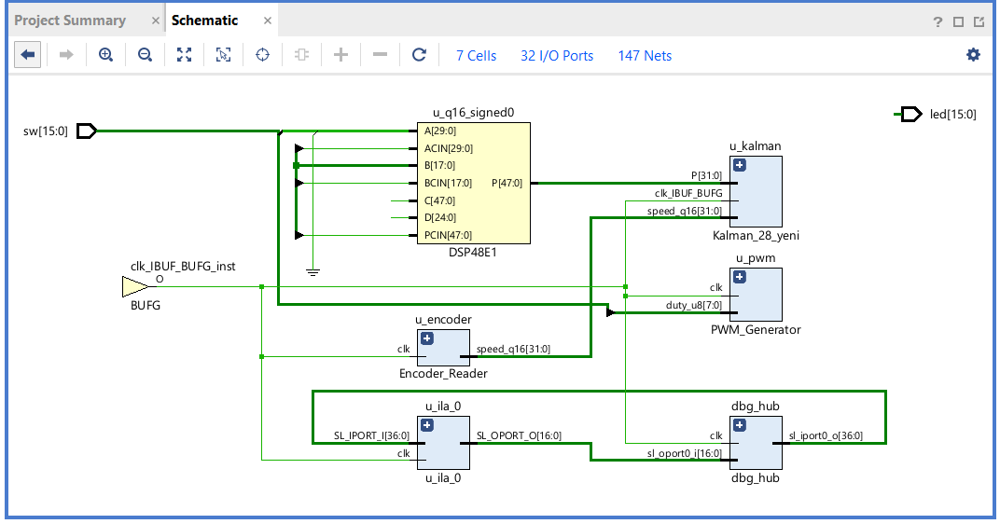 Project Summary × Schematic × ?
7 Cells 32 I/O Ports 147 Nets
sw[15:0]
u_q16_signed0
A[29:0]
ACIN[29:0]
B[17:0]
BCIN[17:0] P[47:0]
C[47:0]
D[24:0]
PCIN[47:0]
DSP48E1
led[15:0]
u_kalman
P[31:0]
clk_IBUF_BUFG
speed_q16[31:0]
Kalman_28_yeni
clk_IBUF_BUFG_inst
O
BUFG
u_pwm
clk
duty_u8[7:0]
PWM_Generator
u_encoder
clk speed_q16[31:0]
Encoder_Reader
u_ila_0
SL_IPORT_I[36:0] SL_OPORT_O[16:0]
clk
u_ila_0
dbg_hub
clk sl_iport0_o[36:0]
sl_oport0_i[16:0]
dbg_hub